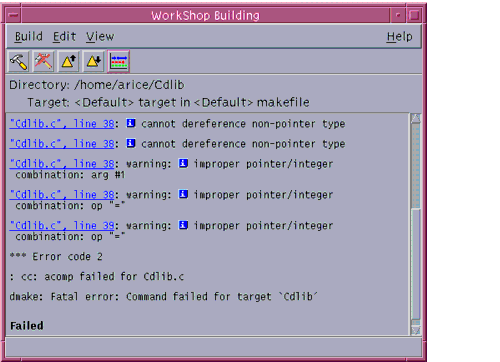 WorkShop Building
Build Edit View Help
Directory: /home/arice/Cdlib
Target: <Default> target in <Default> makefile
"Cdlib.c", line 38: i cannot dereference non-pointer type
"Cdlib.c", line 38: i cannot dereference non-pointer type
"Cdlib.c", line 38: warning: i improper pointer/integer
combination: arg #1
"Cdlib.c", line 38: warning: i improper pointer/integer
combination: op "="
"Cdlib.c", line 39: warning: i improper pointer/integer
combination: op "="
*** Error code 2
: cc: acomp failed for Cdlib.c
dmake: Fatal error: Command failed for target `Cdlib'
Failed